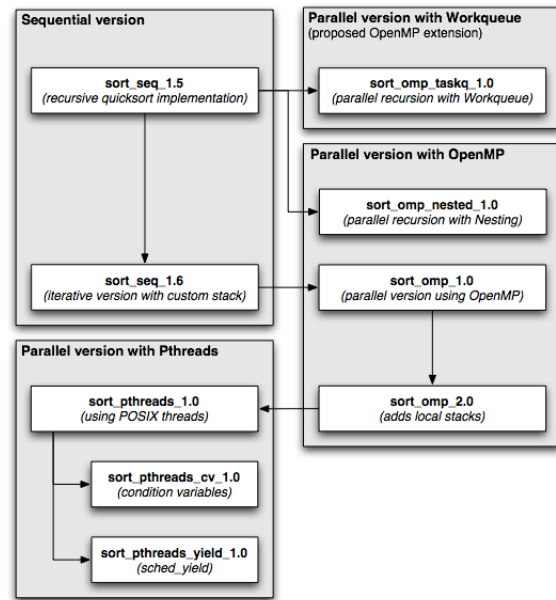 Sequential version
sort_seq_1.5
(recursive quicksort implementation)
sort_seq_1.6
(iterative version with custom stack)
Parallel version with Workqueue
(proposed OpenMP extension)
sort_omp_taskq_1.0
(parallel recursion with Workqueue)
Parallel version with OpenMP
sort_omp_nested_1.0
(parallel recursion with Nesting)
sort_omp_1.0
(parallel version using OpenMP)
sort_omp_2.0
(adds local stacks)
Parallel version with Pthreads
sort_pthreads_1.0
(using POSIX threads)
sort_pthreads_cv_1.0
(condition variables)
sort_pthreads_yield_1.0
(sched_yield)